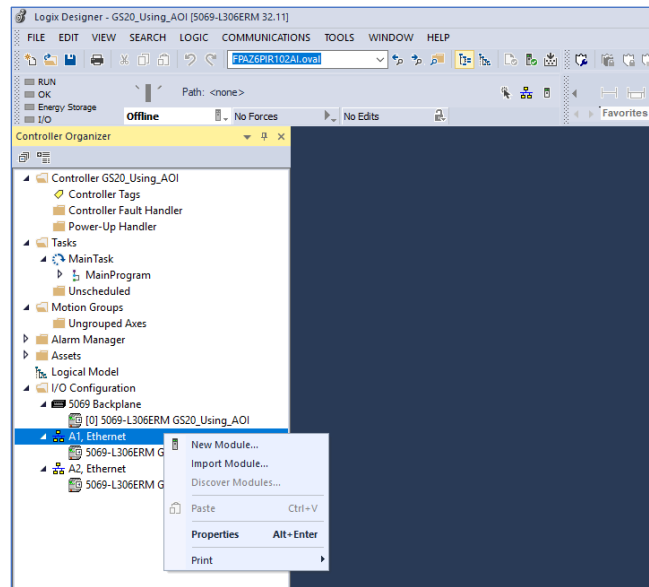 Logix Designer - GS20_Using_AOI [5069-L306ERM 32.11]
FILE EDIT VIEW SEARCH LOGIC COMMUNICATIONS TOOLS WINDOW HELP
FPAZ6PIR102AI.oval
RUN
OK
Energy Storage
I/O
Path: <none>
Offline No Forces No Edits
Favorites
Controller Organizer
Controller GS20_Using_AOI
Controller Tags
Controller Fault Handler
Power-Up Handler
Tasks
MainTask
MainProgram
Unscheduled
Motion Groups
Ungrouped Axes
Alarm Manager
Assets
Logical Model
I/O Configuration
5069 Backplane
[0] 5069-L306ERM GS20_Using_AOI
A1, Ethernet
5069-L306ERM G
A2, Ethernet
5069-L306ERM G
New Module...
Import Module...
Discover Modules...
Paste Ctrl+V
Properties Alt+Enter
Print